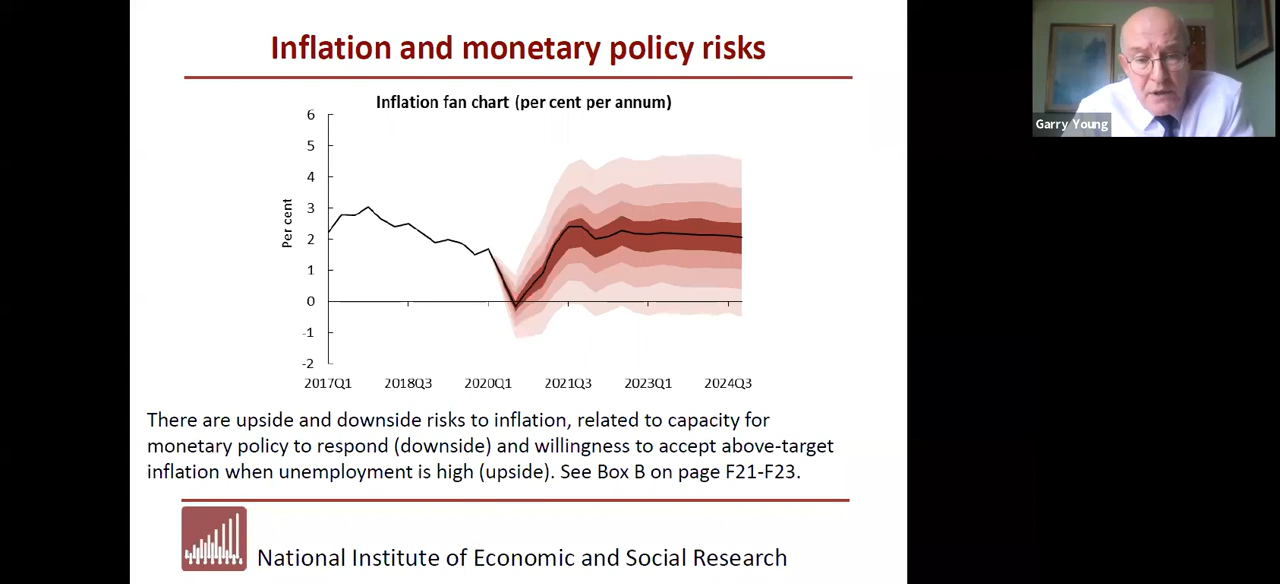 Inflation and monetary policy risks
Garry Young
Inflation fan chart (per cent per annum)
Per cent
6
5
4
3
2
1
0
-1
-2
2017Q1 2018Q3 2020Q1 2021Q3 2023Q1 2024Q3
There are upside and downside risks to inflation, related to capacity for
monetary policy to respond (downside) and willingness to accept above-target
inflation when unemployment is high (upside). See Box B on page F21-F23.
National Institute of Economic and Social Research